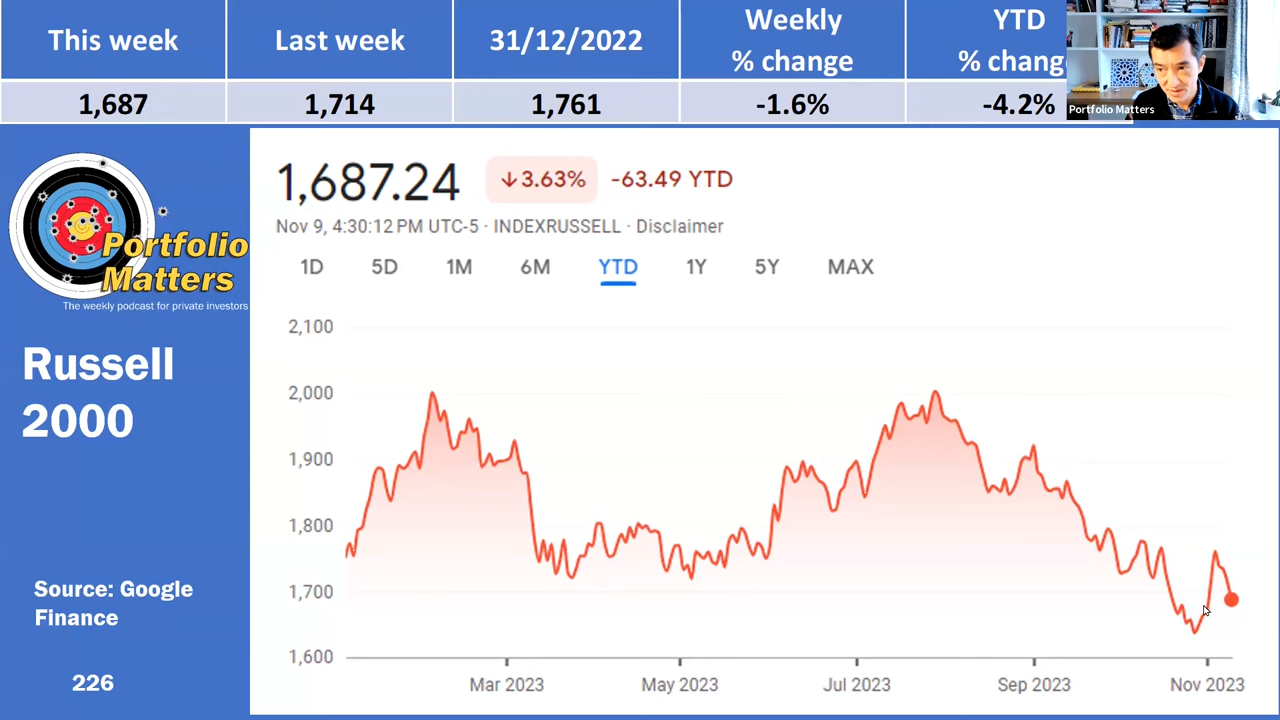 This week
Last week
31/12/2022
Weekly
% change
YTD
% chang
1,687
1,714
1,761
-1.6%
-4.2%
Portfolio Matters
Portfolio
Matters
The weekly podcast for private investors
Russell
2000
Source: Google
Finance
226
1,687.24
↓3.63%
-63.49 YTD
Nov 9, 4:30:12 PM UTC-5 · INDEXRUSSELL · Disclaimer
1D 5D 1M 6M YTD 1Y 5Y MAX
2,100
2,000
1,900
1,800
1,700
1,600
Mar 2023 May 2023 Jul 2023 Sep 2023 Nov 2023